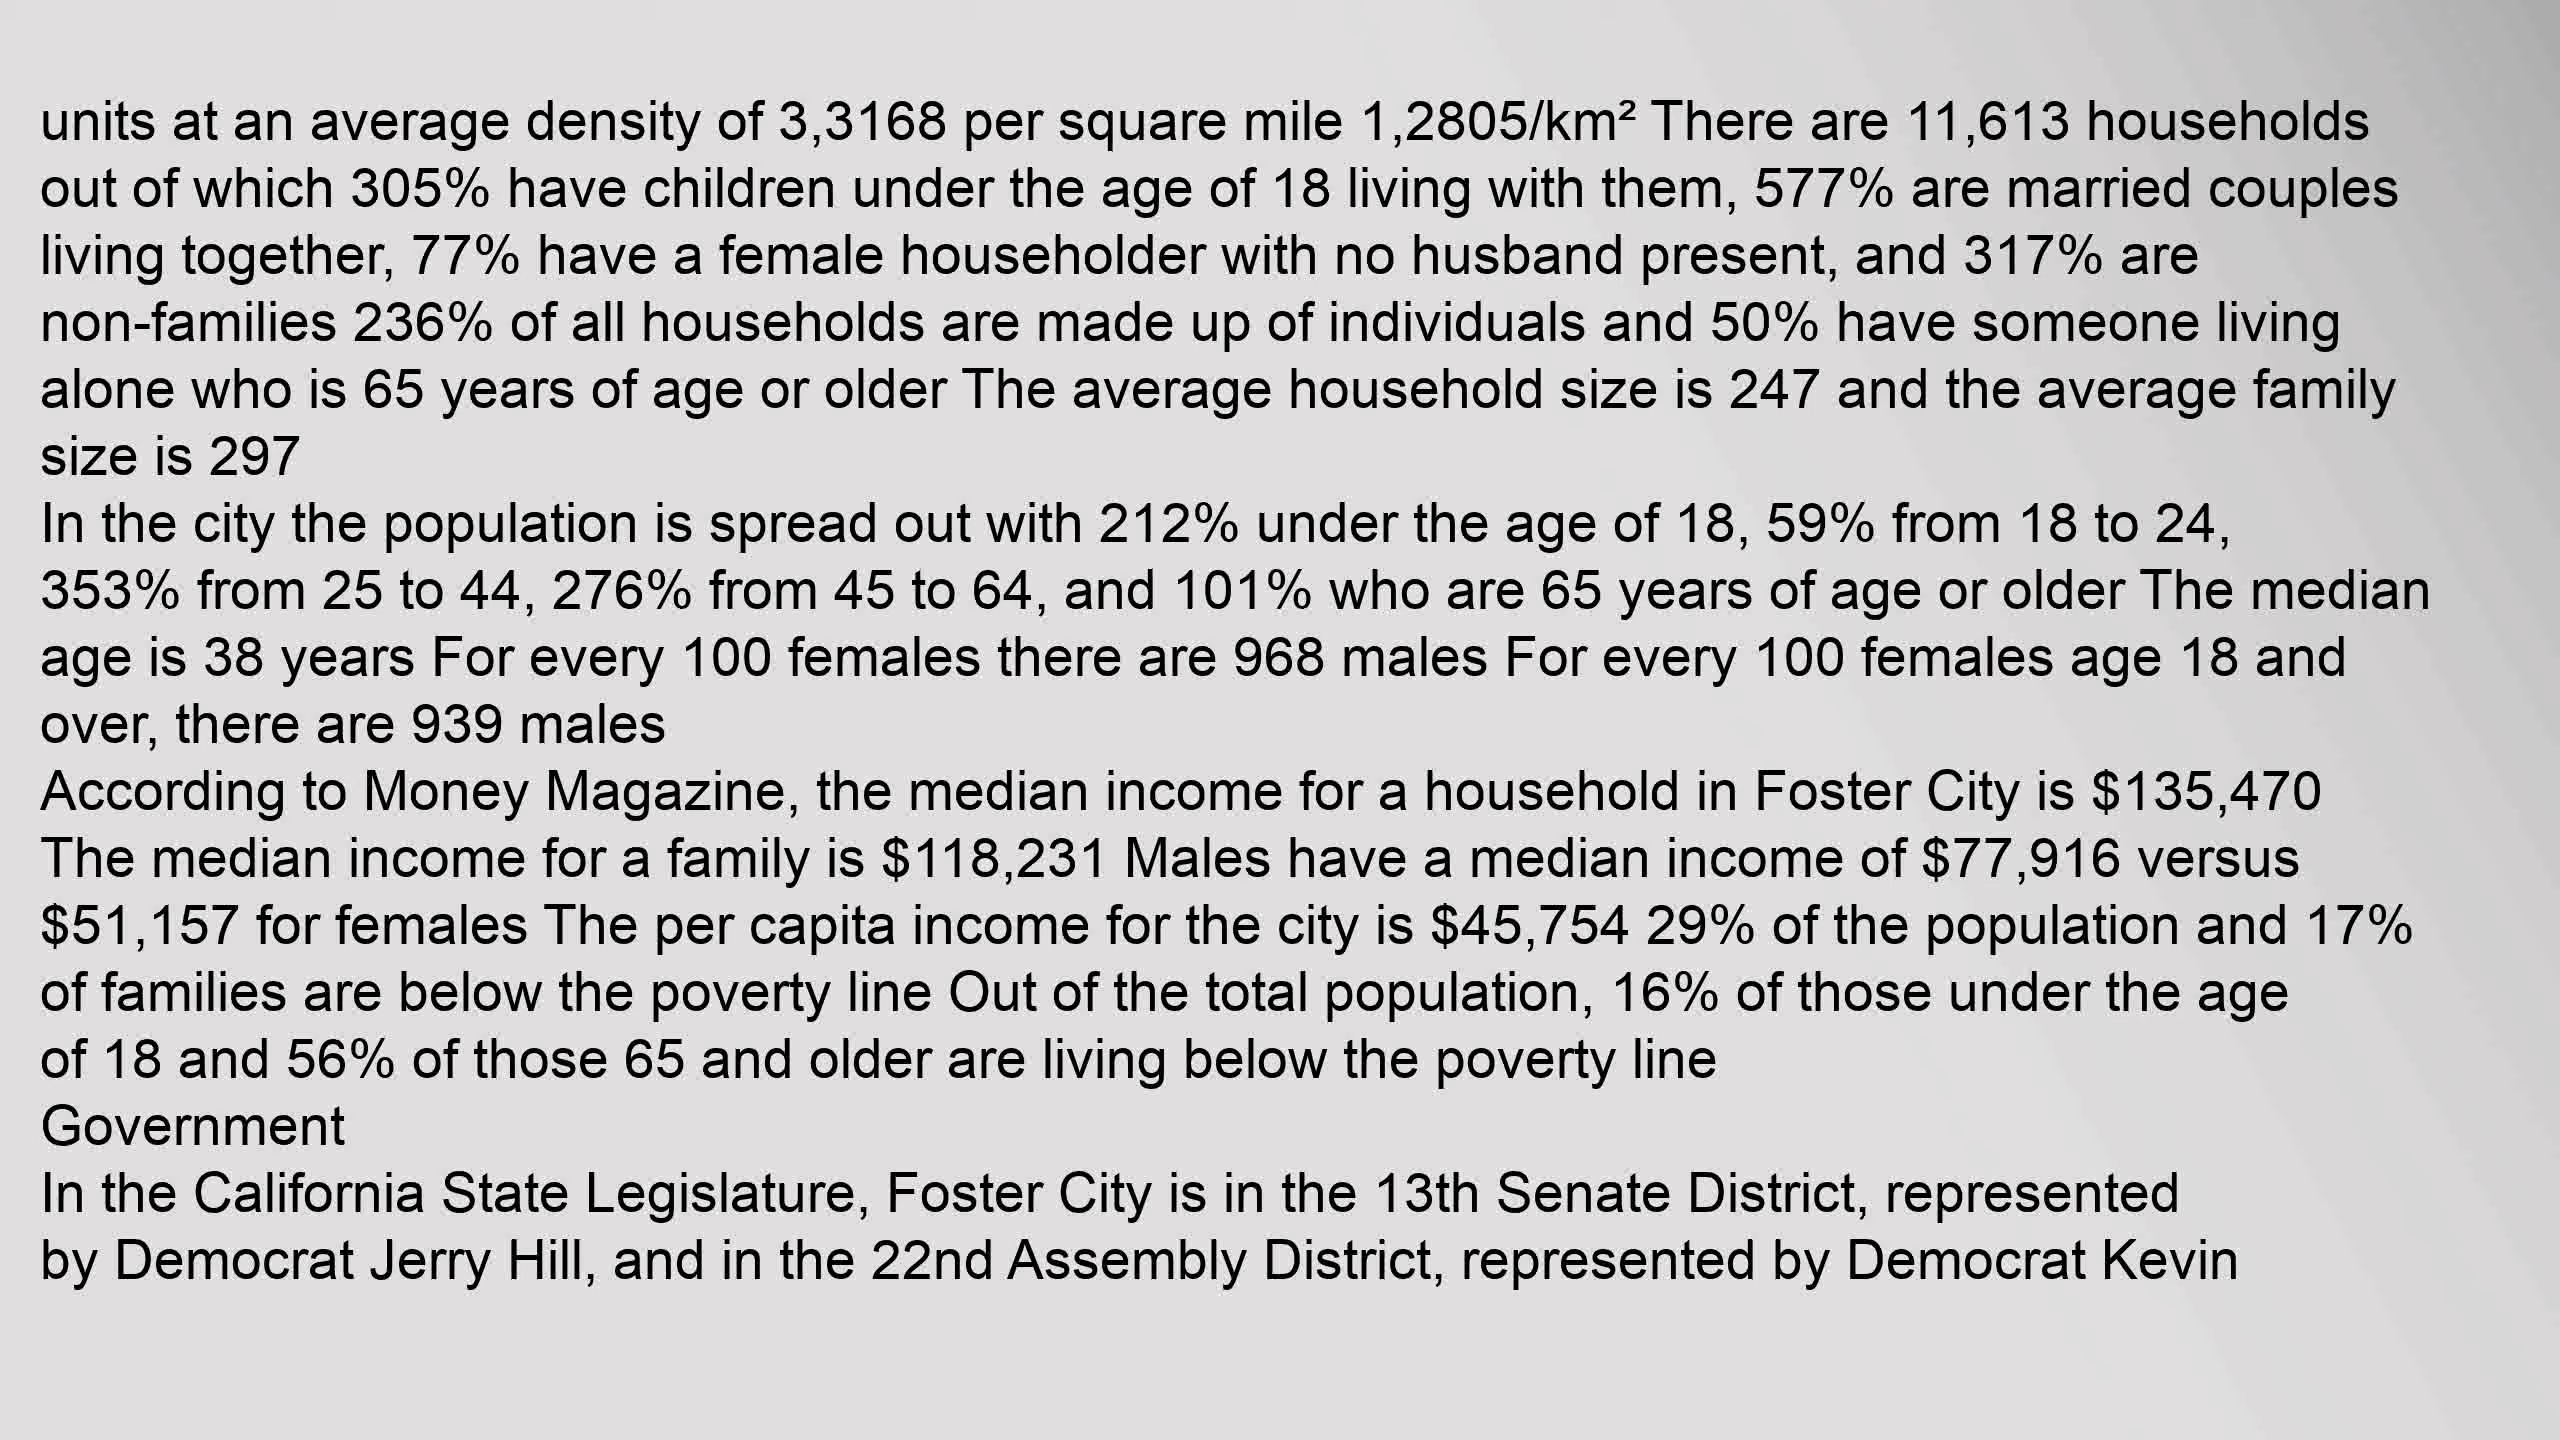 units at an average density of 3,3168 per square mile 1,2805/km² There are 11,613 households
out of which 305% have children under the age of 18 living with them, 577% are married couples
living together, 77% have a female householder with no husband present, and 317% are
non-families 236% of all households are made up of individuals and 50% have someone living
alone who is 65 years of age or older The average household size is 247 and the average family
size is 297
In the city the population is spread out with 212% under the age of 18, 59% from 18 to 24,
353% from 25 to 44, 276% from 45 to 64, and 101% who are 65 years of age or older The median
age is 38 years For every 100 females there are 968 males For every 100 females age 18 and
over, there are 939 males
According to Money Magazine, the median income for a household in Foster City is $135,470
The median income for a family is $118,231 Males have a median income of $77,916 versus
$51,157 for females The per capita income for the city is $45,754 29% of the population and 17%
of families are below the poverty line Out of the total population, 16% of those under the age
of 18 and 56% of those 65 and older are living below the poverty line
Government
In the California State Legislature, Foster City is in the 13th Senate District, represented
by Democrat Jerry Hill, and in the 22nd Assembly District, represented by Democrat Kevin